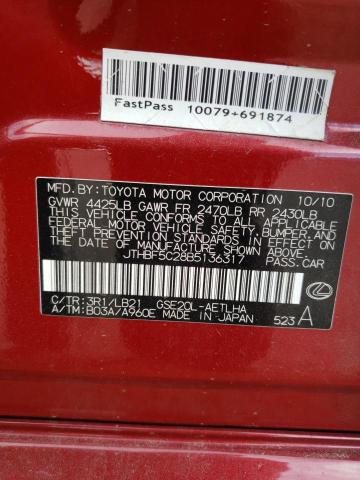 FastPass 10079+691874
MFD. BY: TOYOTA MOTOR CORPORATION 10/10
GVWR 4425LB GAWR FR 2470LB RR 2430LB
THIS VEHICLE CONFORMS TO ALL APPLICABLE
FEDERAL MOTOR VEHICLE SAFETY, BUMPER, AND
THEFT PREVENTION STANDARDS IN EFFECT ON
THE DATE OF MANUFACTURE SHOWN ABOVE.
JTHBF5C28B5136317 PASS.CAR
C/TR: 3R1/LB21 GSE20L-AETLHA
A/TM: B03A/A960E MADE IN JAPAN 523 A